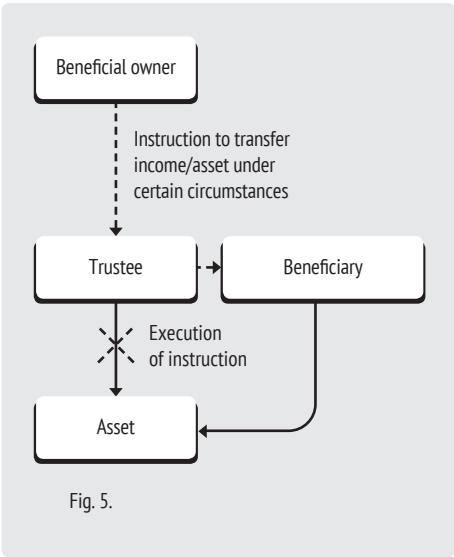 Beneficial owner
Instruction to transfer
income/asset under
certain circumstances
Trustee
Beneficiary
Execution
of instruction
Asset
Fig. 5.